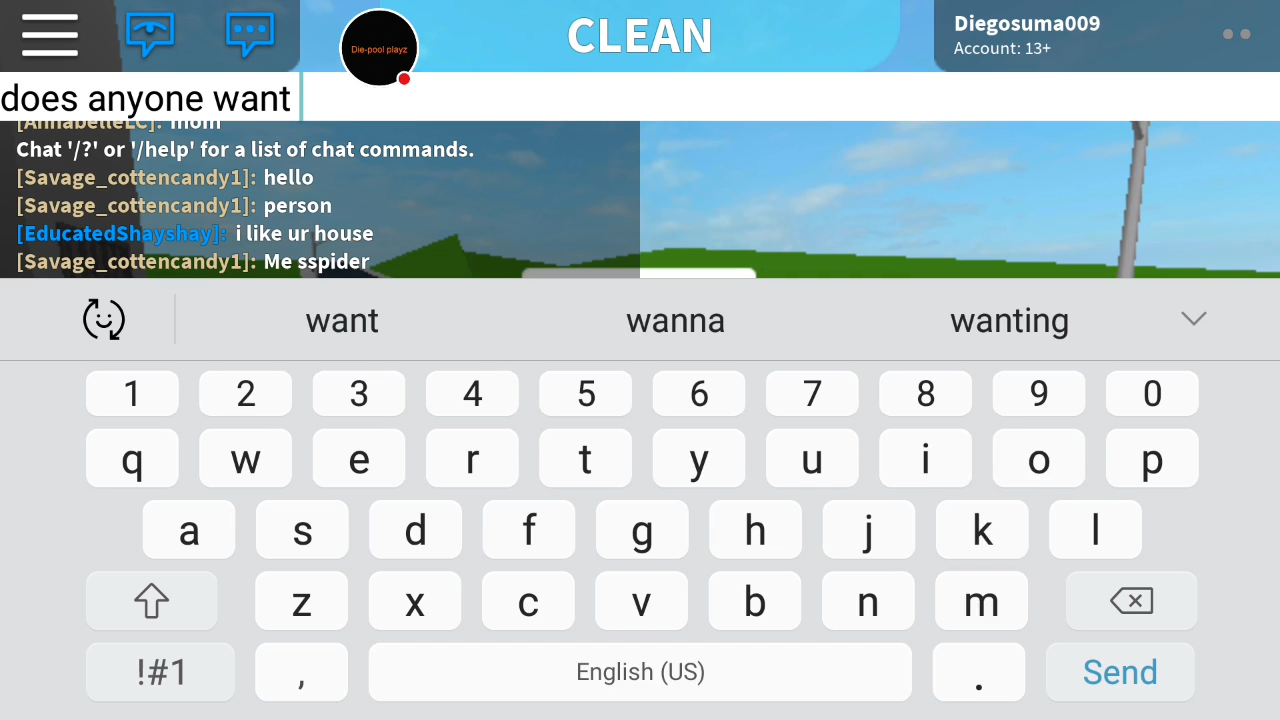 CLEAN
Diegosuma009
Account: 13+
Die-pool playz
does anyone want
[AnnabelleLC]: mom
Chat '/?' or '/help' for a list of chat commands.
[Savage_cottencandy1]: hello
[Savage_cottencandy1]: person
[EducatedShayshay]: i like ur house
[Savage_cottencandy1]: Me sspider
want wanna wanting
1 2 3 4 5 6 7 8 9 0
q w e r t y u i o p
a s d f g h j k l
z x c v b n m
!#1 , English (US) . Send